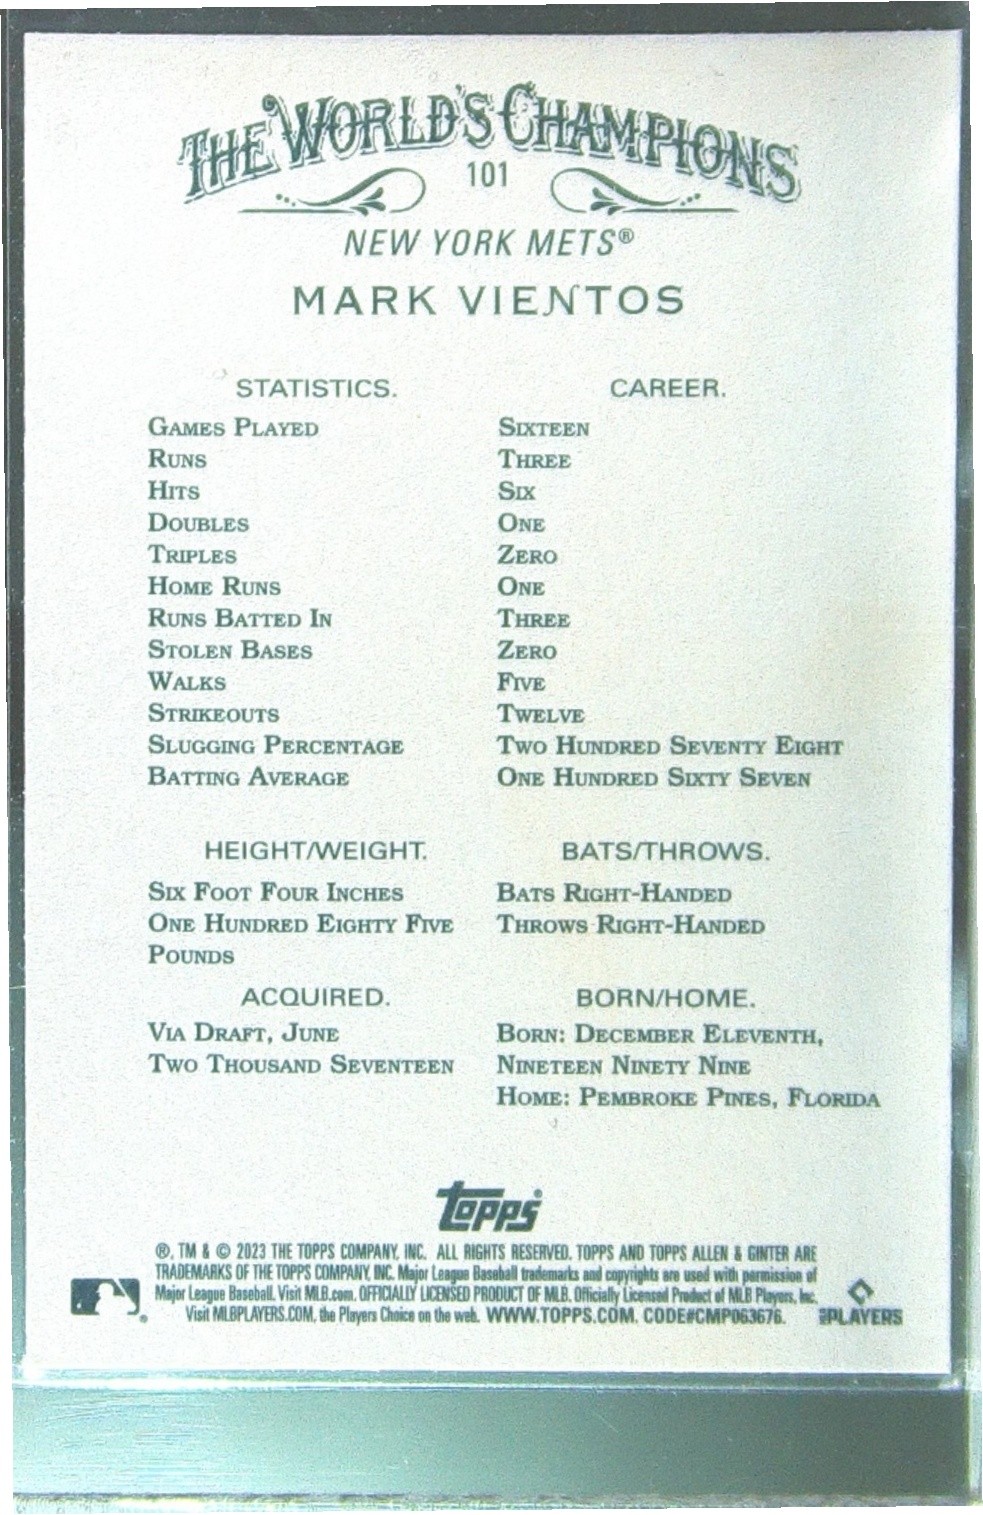 THE WORLD'S CHAMPIONS
101
NEW YORK METS®
MARK VIENTOS
STATISTICS. CAREER.
GAMES PLAYED SIXTEEN
RUNS THREE
HITS SIX
DOUBLES ONE
TRIPLES ZERO
HOME RUNS ONE
RUNS BATTED IN THREE
STOLEN BASES ZERO
WALKS FIVE
STRIKEOUTS TWELVE
SLUGGING PERCENTAGE TWO HUNDRED SEVENTY EIGHT
BATTING AVERAGE ONE HUNDRED SIXTY SEVEN
HEIGHT/WEIGHT. BATS/THROWS.
SIX FOOT FOUR INCHES BATS RIGHT-HANDED
ONE HUNDRED EIGHTY FIVE THROWS RIGHT-HANDED
POUNDS
ACQUIRED. BORN/HOME.
VIA DRAFT, JUNE BORN: DECEMBER ELEVENTH,
TWO THOUSAND SEVENTEEN NINETEEN NINETY NINE
HOME: PEMBROKE PINES, FLORIDA
topps
®, TM & © 2023 THE TOPPS COMPANY, INC. ALL RIGHTS RESERVED. TOPPS AND TOPPS ALLEN & GINTER ARE
TRADEMARKS OF THE TOPPS COMPANY, INC. Major League Baseball trademarks and copyrights are used with permission of
Major League Baseball. Visit MLB.com. OFFICIALLY LICENSED PRODUCT OF MLB. Officially Licensed Product of MLB Players, Inc.
Visit MLBPLAYERS.COM, the Players Choice on the web. WWW.TOPPS.COM. CODE#CMP063676.
MLBPLAYERS